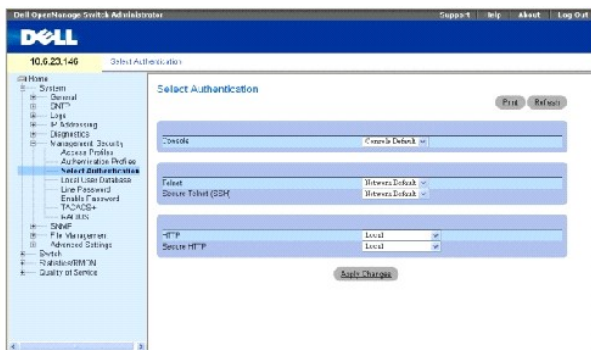 Dell OpenManage Switch Administrator
Support Help About Log Out
DELL
10.6.23.146
Select Authentication
Home
System
General
SNTP
Logs
IP Addressing
Diagnostics
Management Security
Access Profiles
Authentication Profiles
Select Authentication
Local User Database
Line Password
Enable Password
TACACS+
RADIUS
SNMP
File Management
Advanced Settings
Switch
Statistics/RMON
Quality of Service
Select Authentication
Print Refresh
Console Console Default
Telnet Network Default
Secure Telnet (SSH) Network Default
HTTP Local
Secure HTTP Local
Apply Changes